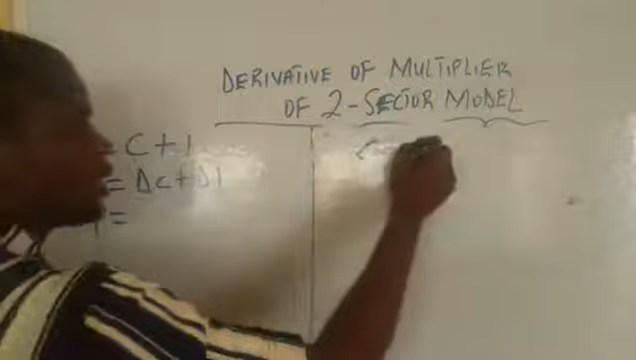 DERIVATIVE OF MULTIPLIER
OF 2-SECTOR MODEL
= C + I
= ΔC + ΔI
=